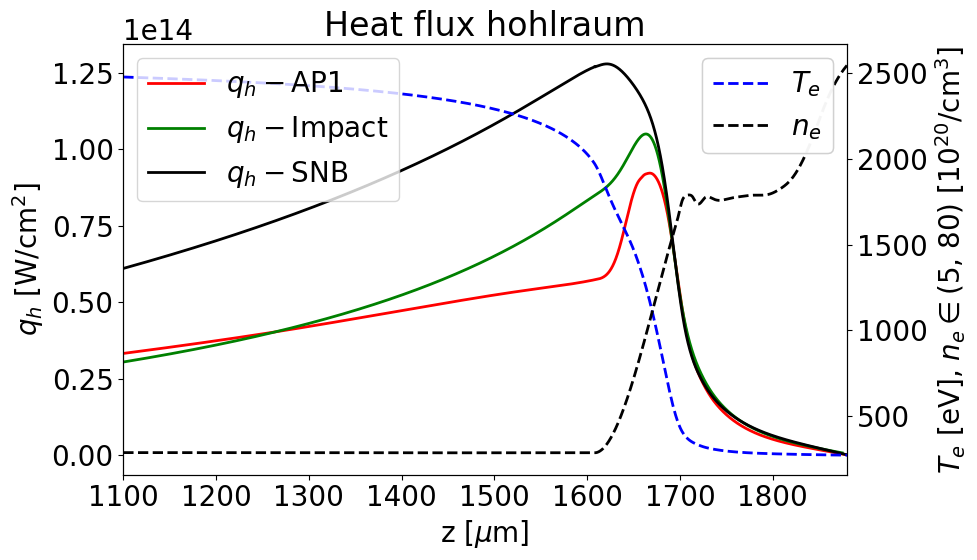 Heat flux hohlraum
1e14
q_h − AP1
q_h − Impact
q_h − SNB
T_e
n_e
q_h [W/cm²]
1.25
1.00
0.75
0.50
0.25
0.00
2500
2000
1500
1000
500
T_e [eV], n_e ∈ (5, 80) [10²⁰/cm³]
1100 1200 1300 1400 1500 1600 1700 1800
z [μm]